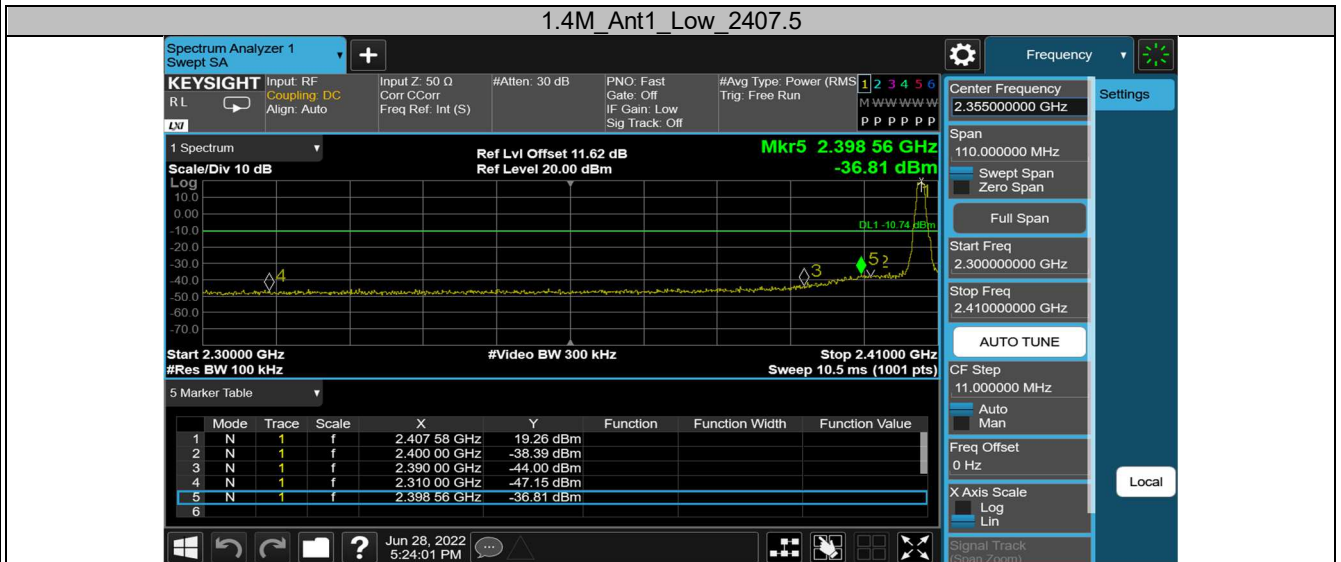 1.4M_Ant1_Low_2407.5
Spectrum Analyzer 1
Swept SA
+
Frequency
KEYSIGHT
R L
LXI
Input: RF
Coupling: DC
Align: Auto
Input Z: 50 Ω
Corr CCorr
Freq Ref: Int (S)
#Atten: 30 dB
PNO: Fast
Gate: Off
IF Gain: Low
Sig Track: Off
#Avg Type: Power (RMS
Trig: Free Run
1 2 3 4 5 6
M W W W W W
P P P P P P
1 Spectrum
Scale/Div 10 dB
Ref Lvl Offset 11.62 dB
Ref Level 20.00 dBm
Mkr5 2.398 56 GHz
-36.81 dBm
Log
10.0
0.00
-10.0
-20.0
-30.0
-40.0
-50.0
-60.0
-70.0
DL1 -10.74 dBm
4
3
5
2
Start 2.30000 GHz
#Video BW 300 kHz
Stop 2.41000 GHz
#Res BW 100 kHz
Sweep 10.5 ms (1001 pts)
5 Marker Table
Mode Trace Scale X Y Function Function Width Function Value
1 N 1 f 2.407 58 GHz 19.26 dBm
2 N 1 f 2.400 00 GHz -38.39 dBm
3 N 1 f 2.390 00 GHz -44.00 dBm
4 N 1 f 2.310 00 GHz -47.15 dBm
5 N 1 f 2.398 56 GHz -36.81 dBm
6
?
Jun 28, 2022
5:24:01 PM
Center Frequency
2.355000000 GHz
Span
110.000000 MHz
Swept Span
Zero Span
Full Span
Start Freq
2.300000000 GHz
Stop Freq
2.410000000 GHz
AUTO TUNE
CF Step
11.000000 MHz
Auto
Man
Freq Offset
0 Hz
X Axis Scale
Log
Lin
Signal Track
(Span Zoom)
Settings
Local